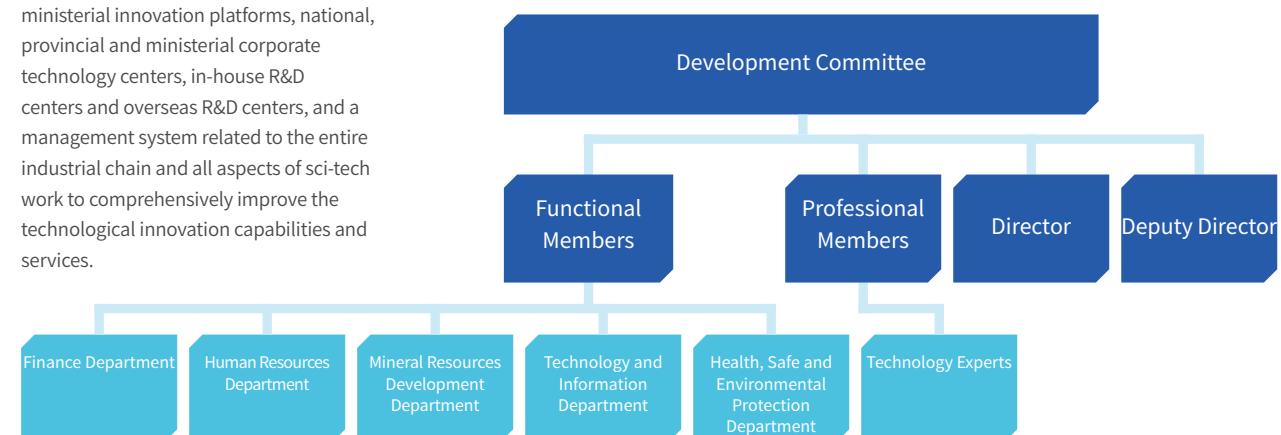 ministerial innovation platforms, national,
provincial and ministerial corporate
technology centers, in-house R&D
centers and overseas R&D centers, and a
management system related to the entire
industrial chain and all aspects of sci-tech
work to comprehensively improve the
technological innovation capabilities and
services.
Development Committee
Functional
Members
Professional
Members
Director
Deputy Director
Finance Department
Human Resources
Department
Mineral Resources
Development
Department
Technology and
Information
Department
Health, Safe and
Environmental
Protection
Department
Technology Experts